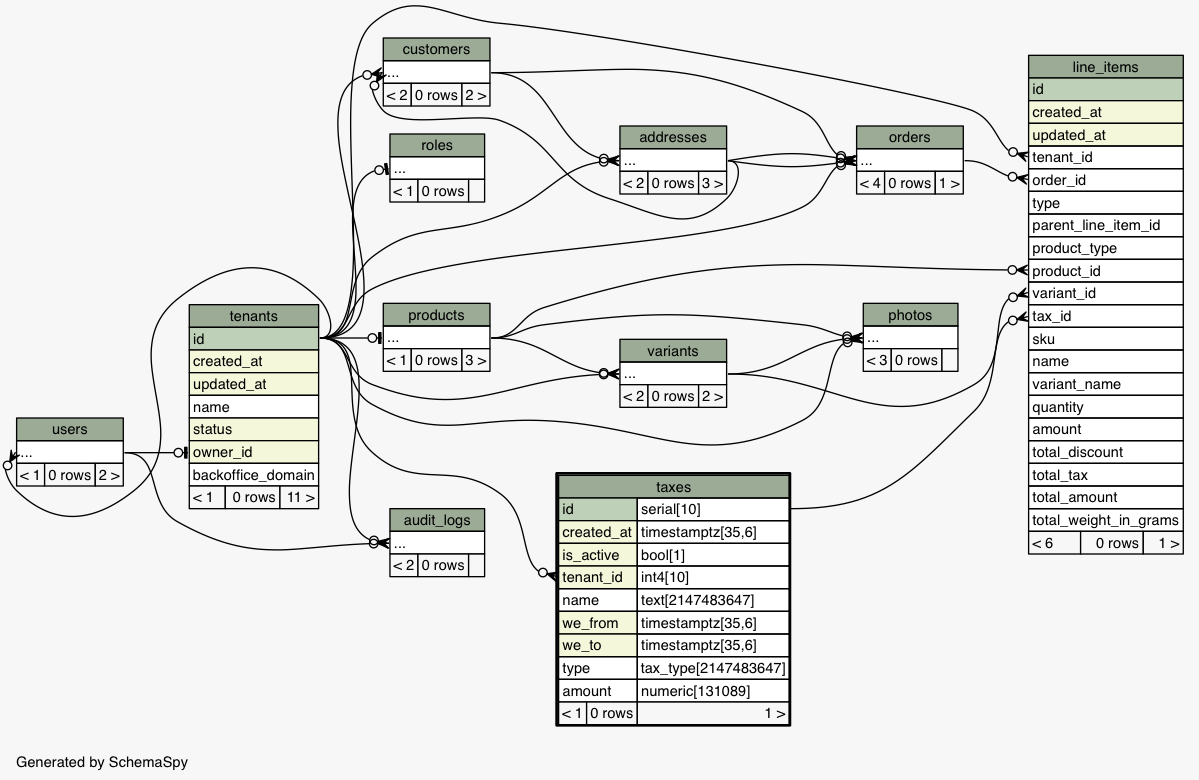 customers
...
< 2 0 rows 2 >
roles
...
< 1 0 rows
addresses
...
< 2 0 rows 3 >
orders
...
< 4 0 rows 1 >
line_items
id
created_at
updated_at
tenant_id
order_id
type
parent_line_item_id
product_type
product_id
variant_id
tax_id
sku
name
variant_name
quantity
amount
total_discount
total_tax
total_amount
total_weight_in_grams
< 6 0 rows 1 >
tenants
id
created_at
updated_at
name
status
owner_id
backoffice_domain
< 1 0 rows 11 >
products
...
< 1 0 rows 3 >
variants
...
< 2 0 rows 2 >
photos
...
< 3 0 rows
users
...
< 1 0 rows 2 >
audit_logs
...
< 2 0 rows
taxes
id serial[10]
created_at timestamptz[35,6]
is_active bool[1]
tenant_id int4[10]
name text[2147483647]
we_from timestamptz[35,6]
we_to timestamptz[35,6]
type tax_type[2147483647]
amount numeric[131089]
< 1 0 rows 1 >
Generated by SchemaSpy